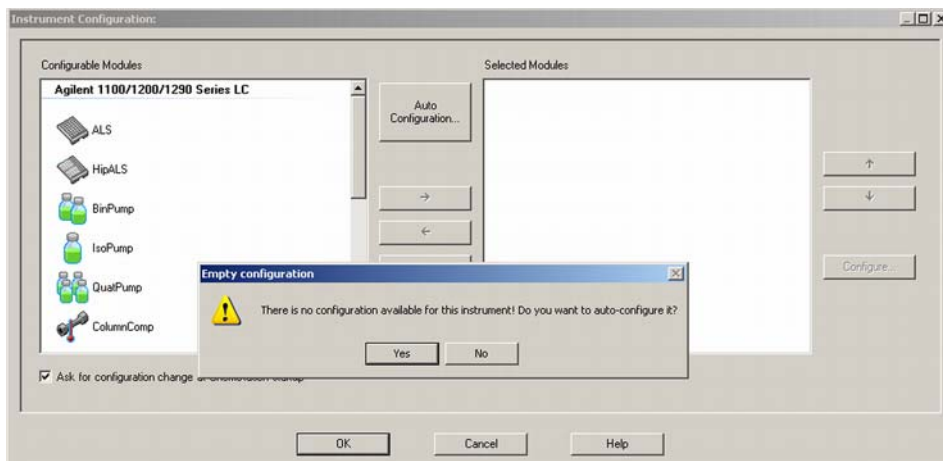 Instrument Configuration:
Configurable Modules
Selected Modules
Agilent 1100/1200/1290 Series LC
ALS
HipALS
BinPump
IsoPump
QuatPump
ColumnComp
Auto
Configuration...
Configure...
Empty configuration
There is no configuration available for this instrument! Do you want to auto-configure it?
Yes
No
Ask for configuration change
OK
Cancel
Help